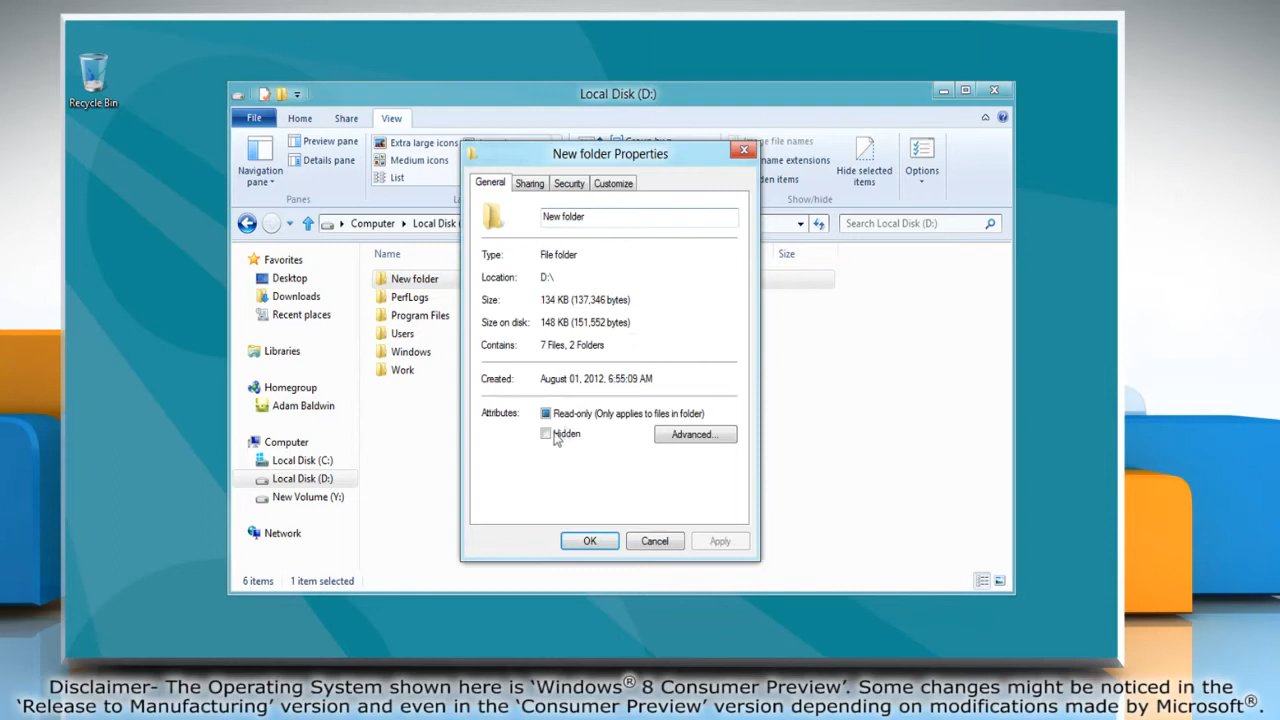 Recycle Bin
Local Disk (D:)
File Home Share View
Preview pane
Details pane
Navigation pane
Panes
Extra large icons
Medium icons
List
name extensions
Hide selected items
Show/hide
Options
Computer Local Disk
Search Local Disk (D:)
Favorites
Desktop
Downloads
Recent places
Libraries
Homegroup
Adam Baldwin
Computer
Local Disk (C:)
Local Disk (D:)
New Volume (Y:)
Network
Name
Size
New folder
PerfLogs
Program Files
Users
Windows
Work
6 items 1 item selected
New folder Properties
General Sharing Security Customize
New folder
Type: File folder
Location: D:\
Size: 134 KB (137,346 bytes)
Size on disk: 148 KB (151,552 bytes)
Contains: 7 Files, 2 Folders
Created: August 01, 2012, 6:55:09 AM
Attributes: Read-only (Only applies to files in folder)
Hidden Advanced...
OK Cancel Apply
Disclaimer- The Operating System shown here is ‘Windows® 8 Consumer Preview’. Some changes might be noticed in the
‘Release to Manufacturing’ version and even in the ‘Consumer Preview’ version depending on modifications made by Microsoft®.